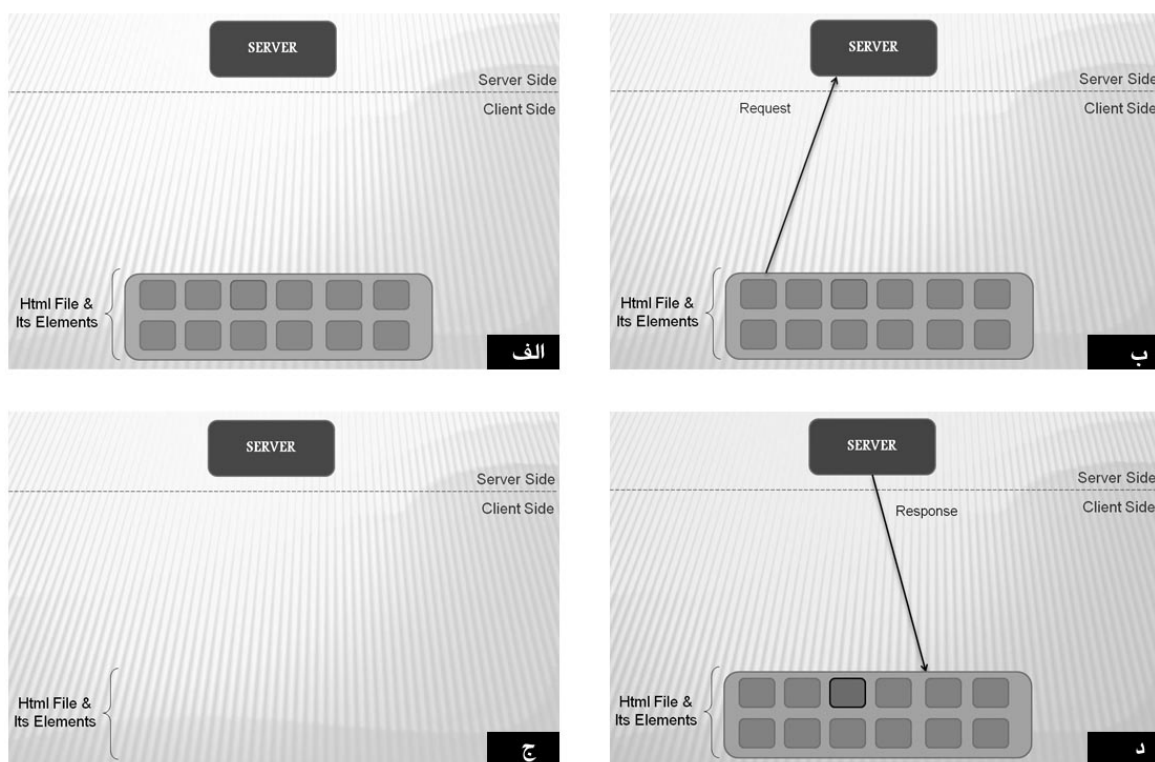 SERVER
Server Side
Client Side
Html File &
Its Elements
الف
SERVER
Server Side
Request
Client Side
Html File &
Its Elements
ب
SERVER
Server Side
Client Side
Html File &
Its Elements
ج
SERVER
Server Side
Response
Client Side
Html File &
Its Elements
د